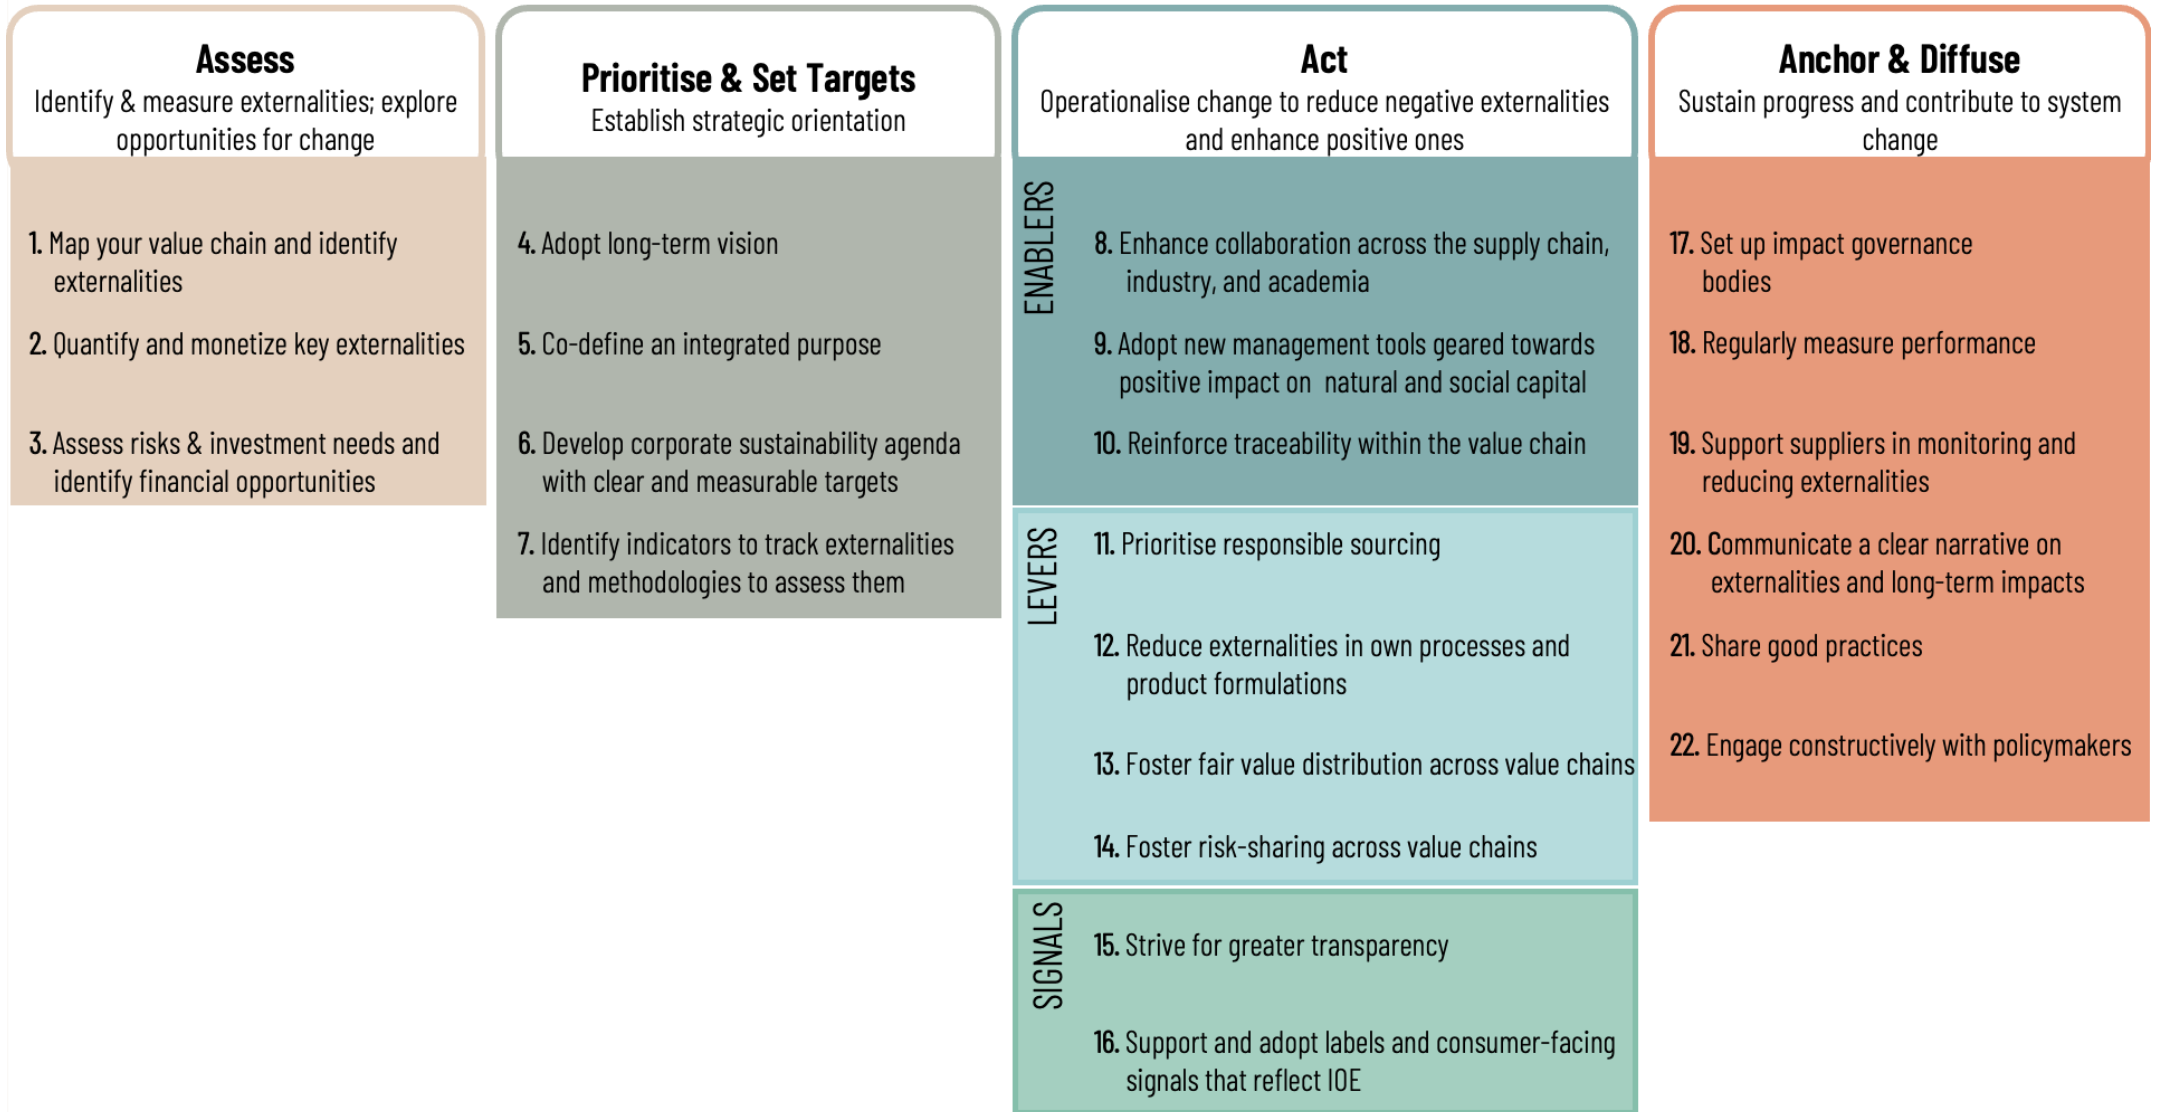 Assess
Identify & measure externalities; explore
opportunities for change
1. Map your value chain and identify
externalities
2. Quantify and monetize key externalities
3. Assess risks & investment needs and
identify financial opportunities
Prioritise & Set Targets
Establish strategic orientation
4. Adopt long-term vision
5. Co-define an integrated purpose
6. Develop corporate sustainability agenda
with clear and measurable targets
7. Identify indicators to track externalities
and methodologies to assess them
Act
Operationalise change to reduce negative externalities
and enhance positive ones
ENABLERS
8. Enhance collaboration across the supply chain,
industry, and academia
9. Adopt new management tools geared towards
positive impact on  natural and social capital
10. Reinforce traceability within the value chain
LEVERS
11. Prioritise responsible sourcing
12. Reduce externalities in own processes and
product formulations
13. Foster fair value distribution across value chains
14. Foster risk-sharing across value chains
SIGNALS
15. Strive for greater transparency
16. Support and adopt labels and consumer-facing
signals that reflect IOE
Anchor & Diffuse
Sustain progress and contribute to system
change
17. Set up impact governance
bodies
18. Regularly measure performance
19. Support suppliers in monitoring and
reducing externalities
20. Communicate a clear narrative on
externalities and long-term impacts
21. Share good practices
22. Engage constructively with policymakers